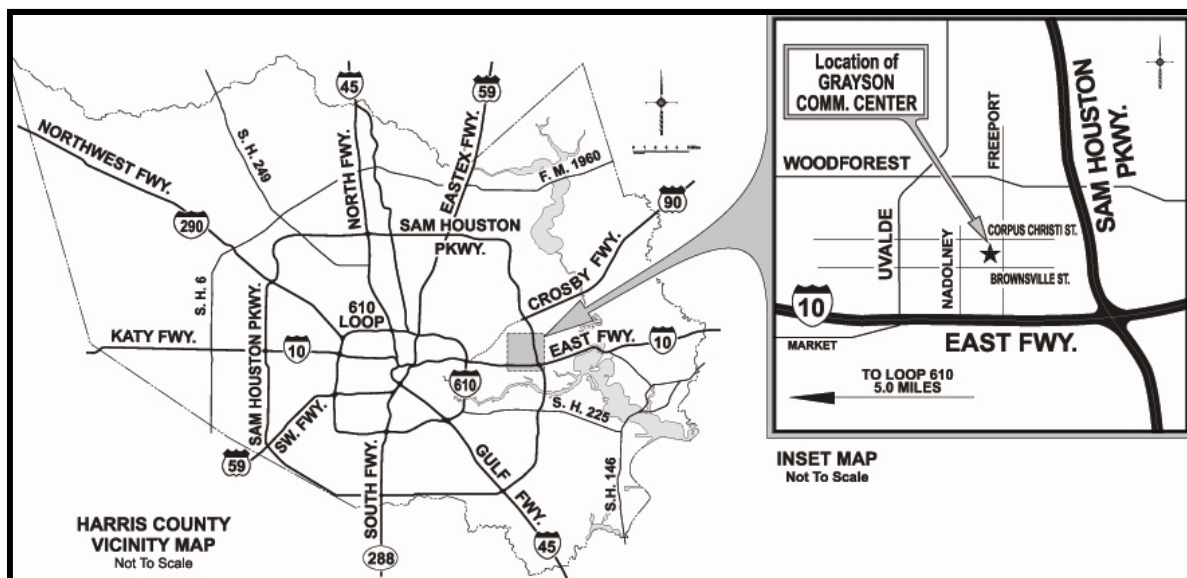 45
59
NORTHWEST FWY.
S. H. 249
NORTH FWY.
EASTEX FWY.
F. M. 1960
90
290
SAM HOUSTON
PKWY.
CROSBY FWY.
S. H. 6
SAM HOUSTON PKWY.
610
LOOP
KATY FWY.
10
EAST FWY.
10
610
S. H. 225
SW. FWY.
59
SOUTH FWY.
GULF FWY.
S.H. 146
288
45
HARRIS COUNTY
VICINITY MAP
Not To Scale
Location of
GRAYSON
COMM. CENTER
FREEPORT
SAM HOUSTON
PKWY.
WOODFOREST
UVALDE
NADOLNEY
CORPUS CHRISTI ST.
BROWNSVILLE ST.
10
MARKET
EAST FWY.
TO LOOP 610
5.0 MILES
INSET MAP
Not To Scale